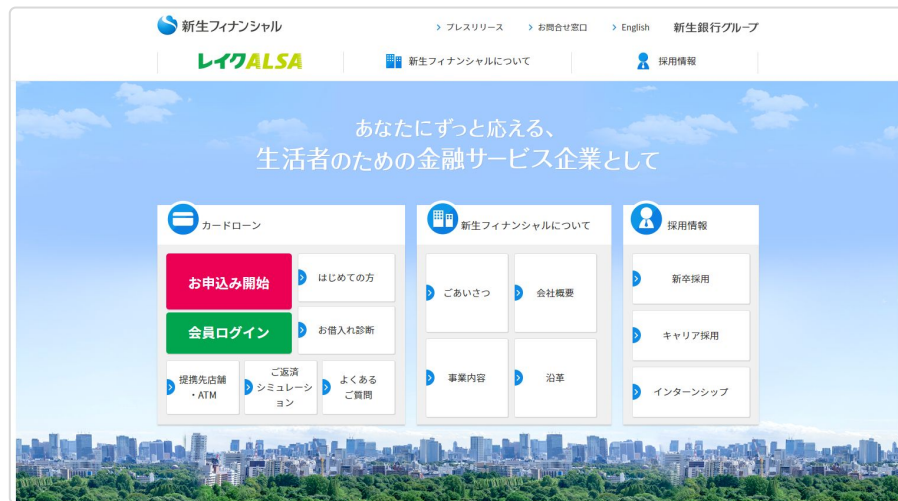 新生フィナンシャル
プレスリリース
お問合せ窓口
English
新生銀行グループ
レイクALSA
新生フィナンシャルについて
採用情報
あなたにずっと応える、
生活者のための金融サービス企業として
カードローン
お申込み開始
はじめての方
会員ログイン
お借入れ診断
提携先店舗
・ATM
ご返済
シミュレーシ
ョン
よくある
ご質問
新生フィナンシャルについて
ごあいさつ
会社概要
事業内容
沿革
採用情報
新卒採用
キャリア採用
インターンシップ